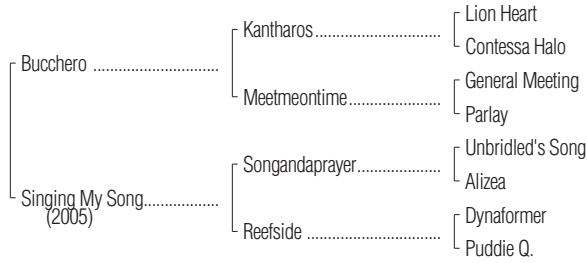 Lion Heart
Kantharos
Contessa Halo
Bucchero
General Meeting
Meetmeontime
Parlay
Unbridled's Song
Songandaprayer
Alizea
Singing My Song
(2005)
Dynaformer
Reefside
Puddie Q.